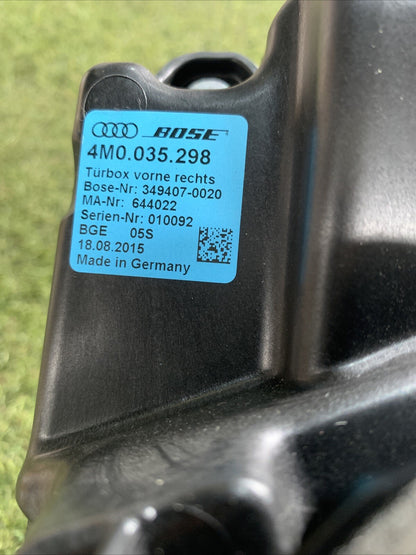 BOSE
4M0.035.298
Türbox vorne rechts
Bose-Nr: 349407-0020
MA-Nr: 644022
Serien-Nr: 010092
BGE 05S
18.08.2015
Made in Germany